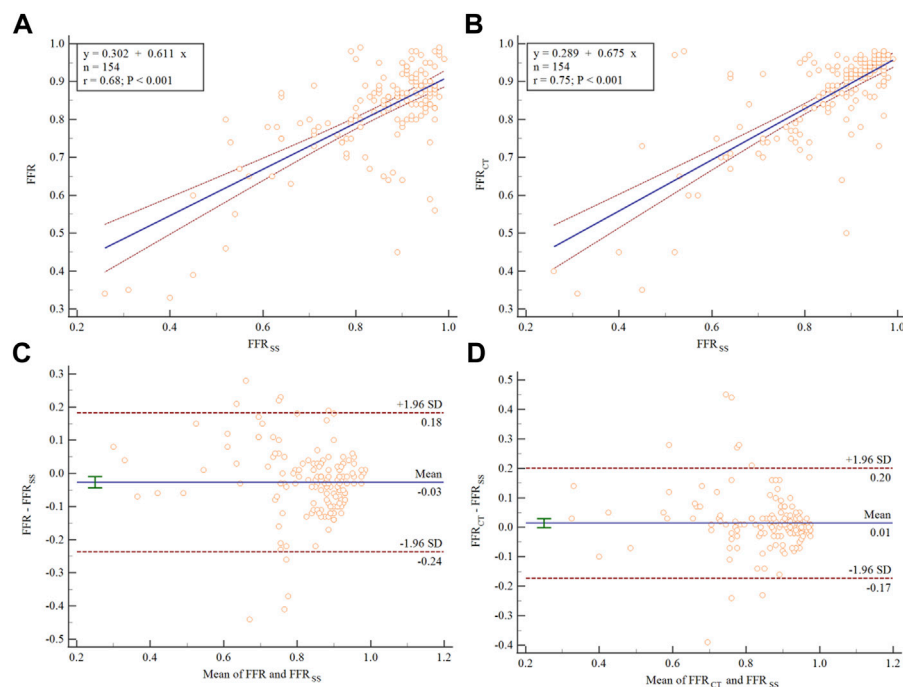 A
y = 0.302 + 0.611 x
n = 154
r = 0.68; P < 0.001
1.0
0.9
0.8
0.7
0.6
0.5
0.4
0.3
FFR
0.2 0.4 0.6 0.8 1.0
FFRSS
B
y = 0.289 + 0.675 x
n = 154
r = 0.75; P < 0.001
1.0
0.9
0.8
0.7
0.6
0.5
0.4
0.3
FFRCT
0.2 0.4 0.6 0.8 1.0
FFRSS
C
0.3
0.2
0.1
0.0
-0.1
-0.2
-0.3
-0.4
-0.5
FFR - FFRSS
+1.96 SD
0.18
Mean
-0.03
-1.96 SD
-0.24
0.2 0.4 0.6 0.8 1.0 1.2
Mean of FFR and FFRSS
D
0.5
0.4
0.3
0.2
0.1
0.0
-0.1
-0.2
-0.3
-0.4
FFRCT - FFRSS
+1.96 SD
0.20
Mean
0.01
-1.96 SD
-0.17
0.2 0.4 0.6 0.8 1.0 1.2
Mean of FFRCT and FFRSS